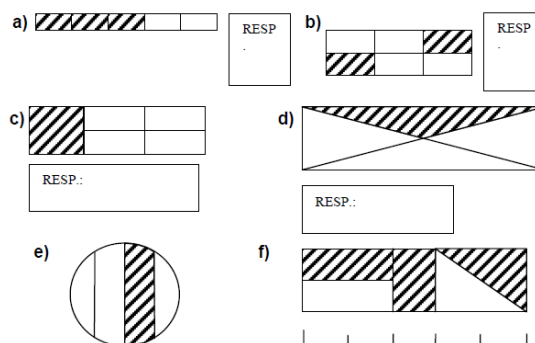 a)
RESP
.
b)
RESP
.
c)
RESP.:
d)
RESP.:
e)
f)